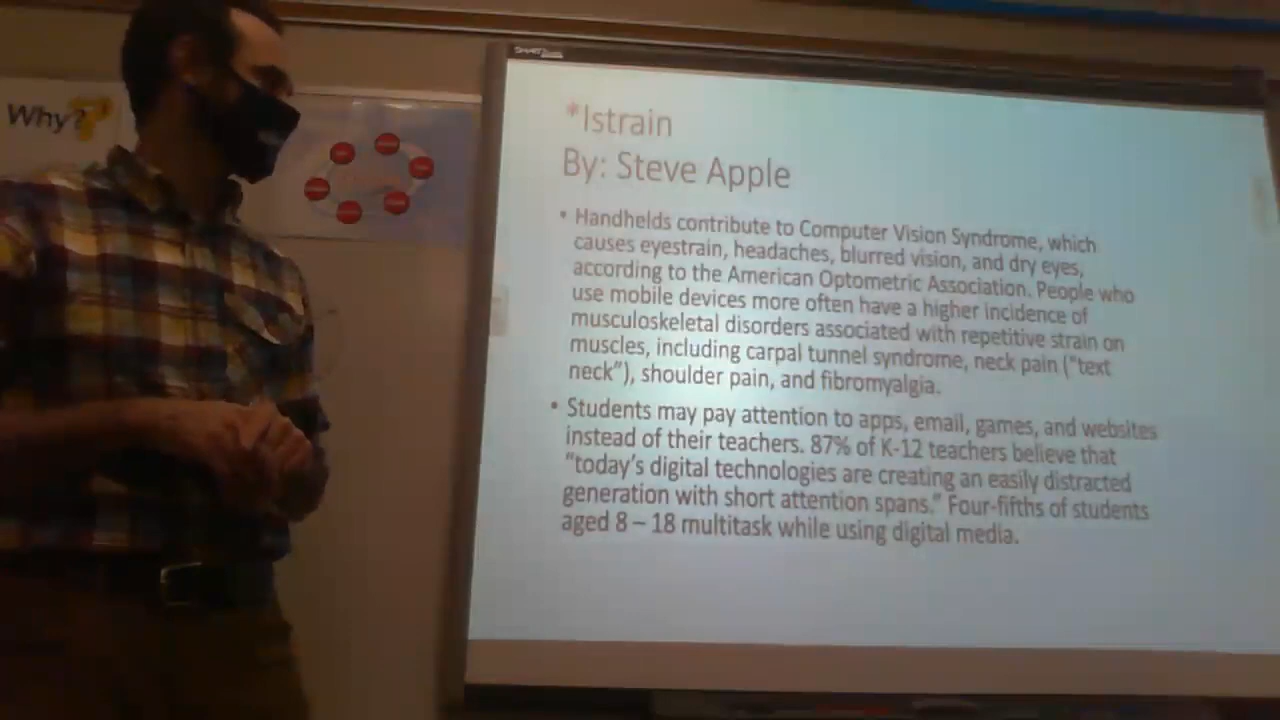 Why?
SMART
*Istrain
By: Steve Apple
• Handhelds contribute to Computer Vision Syndrome, which
causes eyestrain, headaches, blurred vision, and dry eyes,
according to the American Optometric Association. People who
use mobile devices more often have a higher incidence of
musculoskeletal disorders associated with repetitive strain on
muscles, including carpal tunnel syndrome, neck pain (“text
neck”), shoulder pain, and fibromyalgia.
• Students may pay attention to apps, email, games, and websites
instead of their teachers. 87% of K-12 teachers believe that
“today’s digital technologies are creating an easily distracted
generation with short attention spans.” Four-fifths of students
aged 8 – 18 multitask while using digital media.